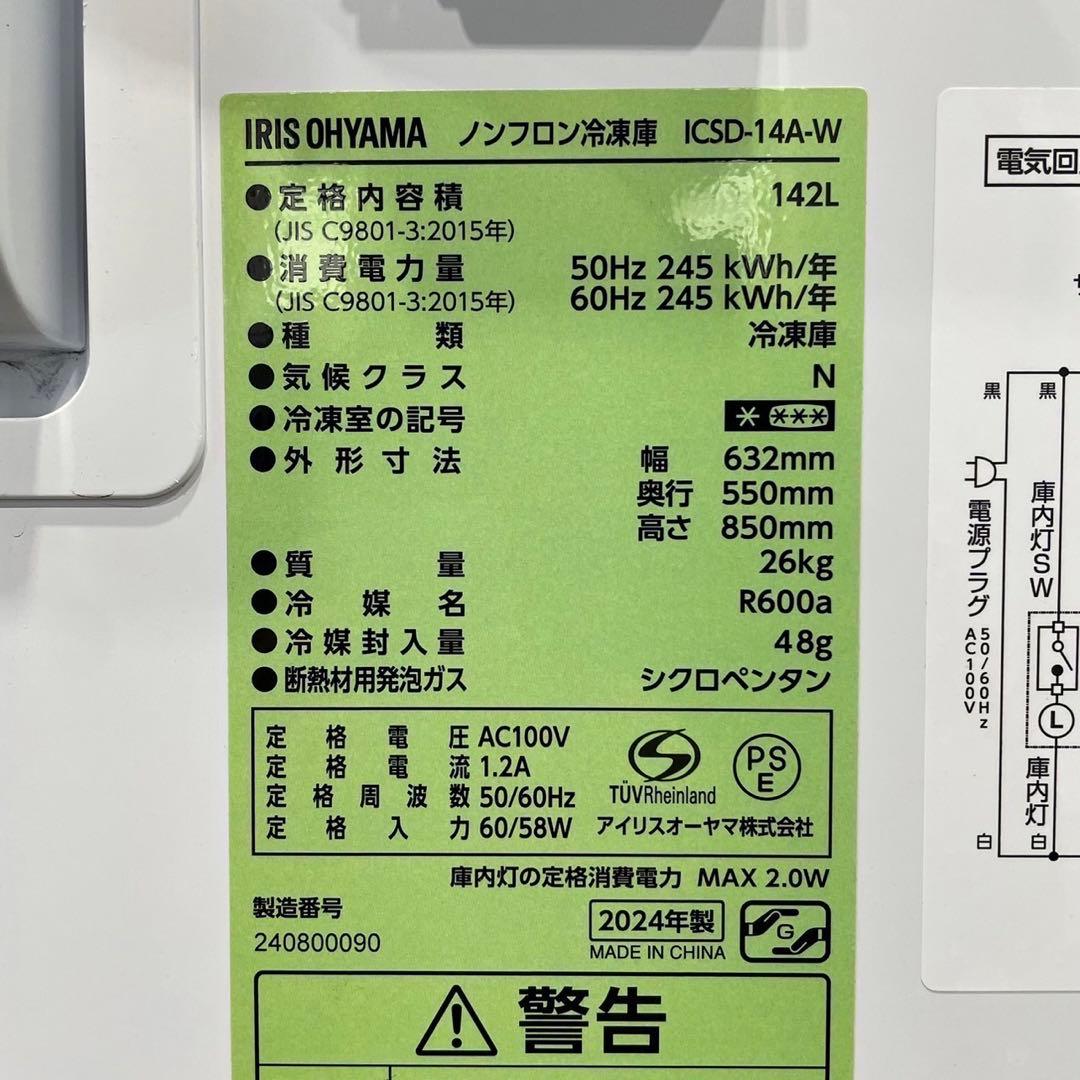 IRIS OHYAMA ノンフロン冷凍庫 ICSD-14A-W
●定格内容積 142L
(JIS C9801-3:2015年)
●消費電力量 50Hz 245 kWh/年
(JIS C9801-3:2015年) 60Hz 245 kWh/年
●種類 冷凍庫
●気候クラス N
●冷凍室の記号 * ***
●外形寸法 幅 632mm
奥行 550mm
高さ 850mm
●質量 26kg
●冷媒名 R600a
●冷媒封入量 48g
●断熱材用発泡ガス シクロペンタン
定格電圧 AC100V
定格電流 1.2A
定格周波数 50/60Hz
定格入力 60/58W
TÜVRheinland
PSE
アイリスオーヤマ株式会社
庫内灯の定格消費電力 MAX 2.0W
製造番号
240800090
2024年製
MADE IN CHINA
G
警告
電気回
黒
黒
電源プラグ
50/60Hz
AC100V
庫内灯SW
L
庫内灯
白
白